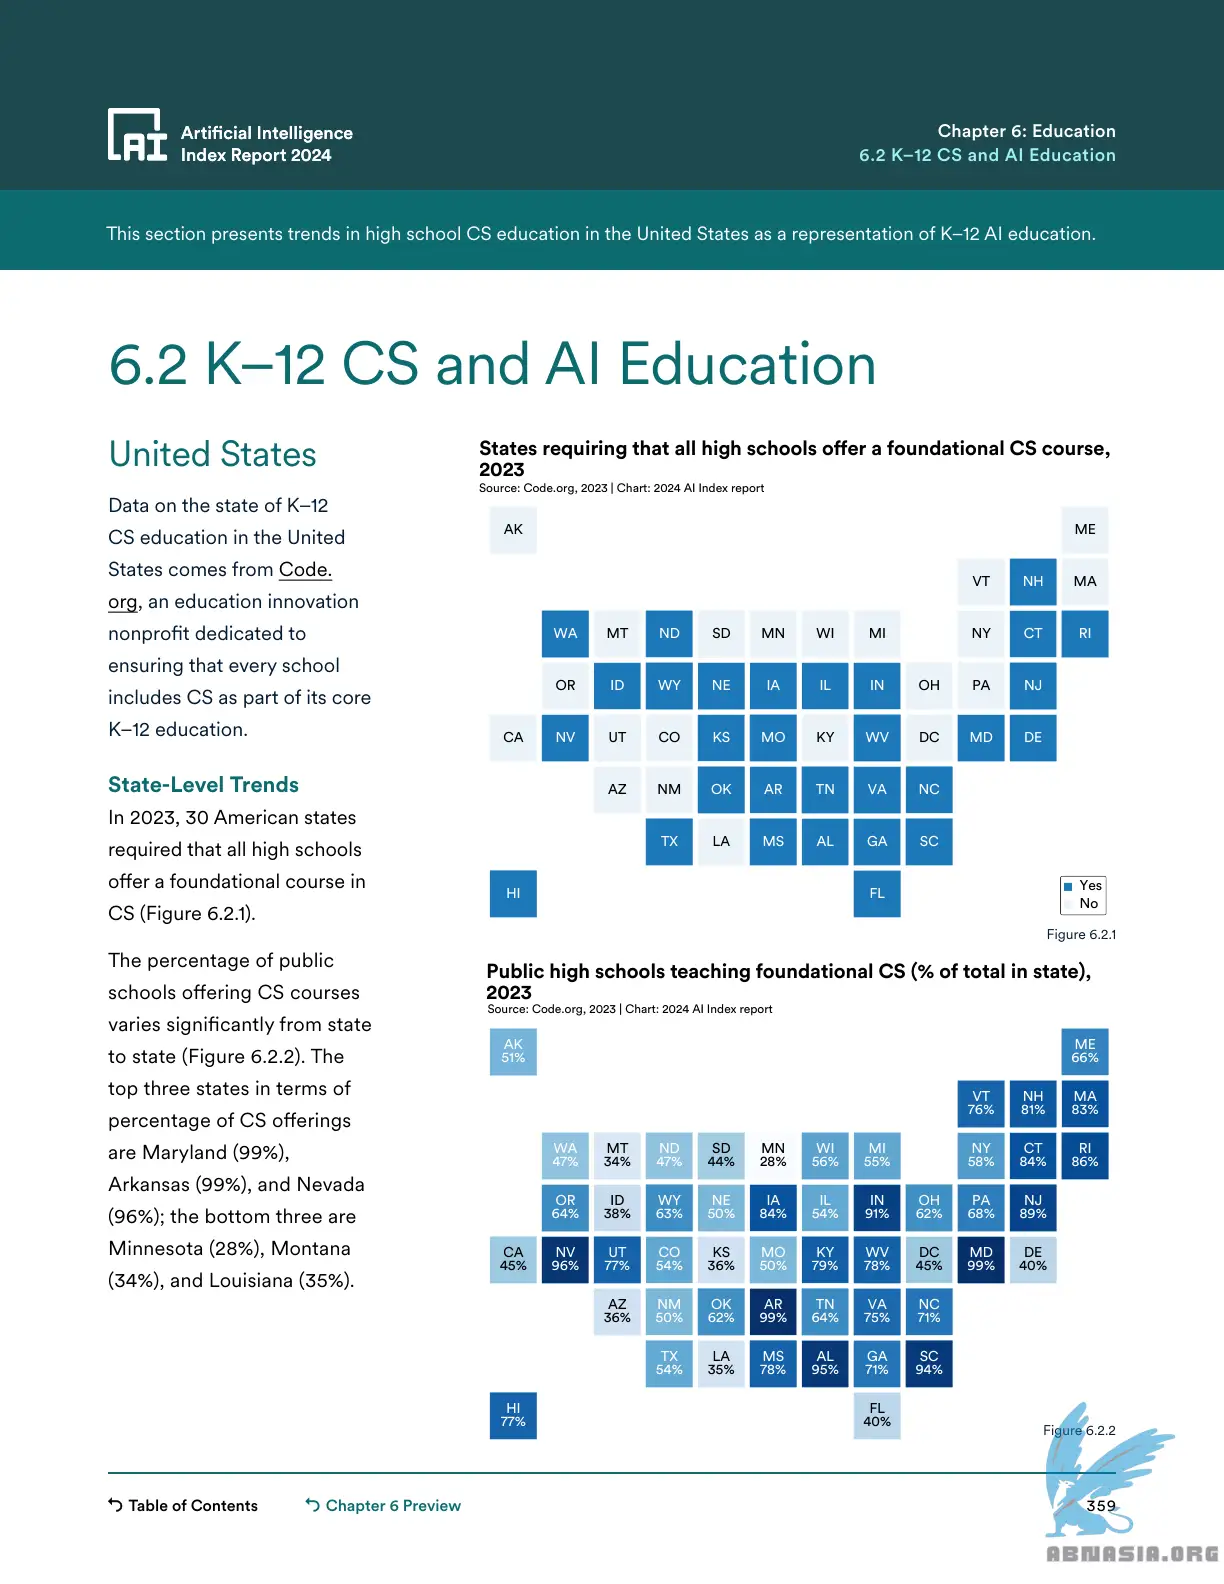 Artificial Intelligence
Index Report 2024
Chapter 6: Education
6.2 K–12 CS and AI Education
This section presents trends in high school CS education in the United States as a representation of K–12 AI education.
6.2 K–12 CS and AI Education
United States
Data on the state of K–12
CS education in the United
States comes from Code.
org, an education innovation
nonprofit dedicated to
ensuring that every school
includes CS as part of its core
K–12 education.
State-Level Trends
In 2023, 30 American states
required that all high schools
offer a foundational course in
CS (Figure 6.2.1).
The percentage of public
schools offering CS courses
varies significantly from state
to state (Figure 6.2.2). The
top three states in terms of
percentage of CS offerings
are Maryland (99%),
Arkansas (99%), and Nevada
(96%); the bottom three are
Minnesota (28%), Montana
(34%), and Louisiana (35%).
States requiring that all high schools offer a foundational CS course,
2023
Source: Code.org, 2023 | Chart: 2024 AI Index report
AK ME
VT NH MA
WA MT ND SD MN WI MI NY CT RI
OR ID WY NE IA IL IN OH PA NJ
CA NV UT CO KS MO KY WV DC MD DE
AZ NM OK AR TN VA NC
TX LA MS AL GA SC
HI FL
Yes
No
Figure 6.2.1
Public high schools teaching foundational CS (% of total in state),
2023
Source: Code.org, 2023 | Chart: 2024 AI Index report
AK ME
51% 66%
VT NH MA
76% 81% 83%
WA MT ND SD MN WI MI NY CT RI
47% 34% 47% 44% 28% 56% 55% 58% 84% 86%
OR ID WY NE IA IL IN OH PA NJ
64% 38% 63% 50% 84% 54% 91% 62% 68% 89%
CA NV UT CO KS MO KY WV DC MD DE
45% 96% 77% 54% 36% 50% 79% 78% 45% 99% 40%
AZ NM OK AR TN VA NC
36% 50% 62% 99% 64% 75% 71%
TX LA MS AL GA SC
54% 35% 78% 95% 71% 94%
HI FL
77% 40%
Figure 6.2.2
Table of Contents
Chapter 6 Preview
359
ABNASIA.ORG